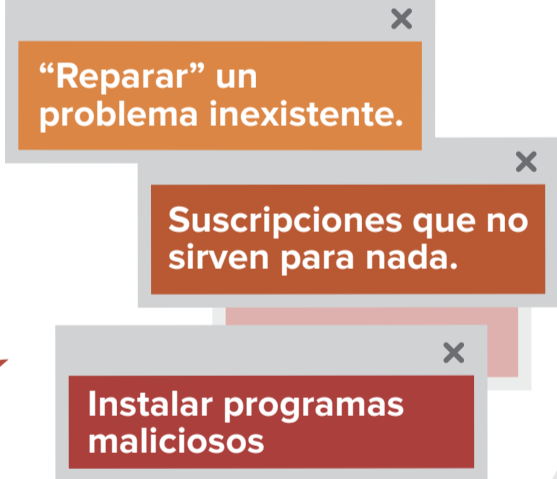 “Reparar” un
problema inexistente.
Suscripciones que no
sirven para nada.
Instalar programas
maliciosos